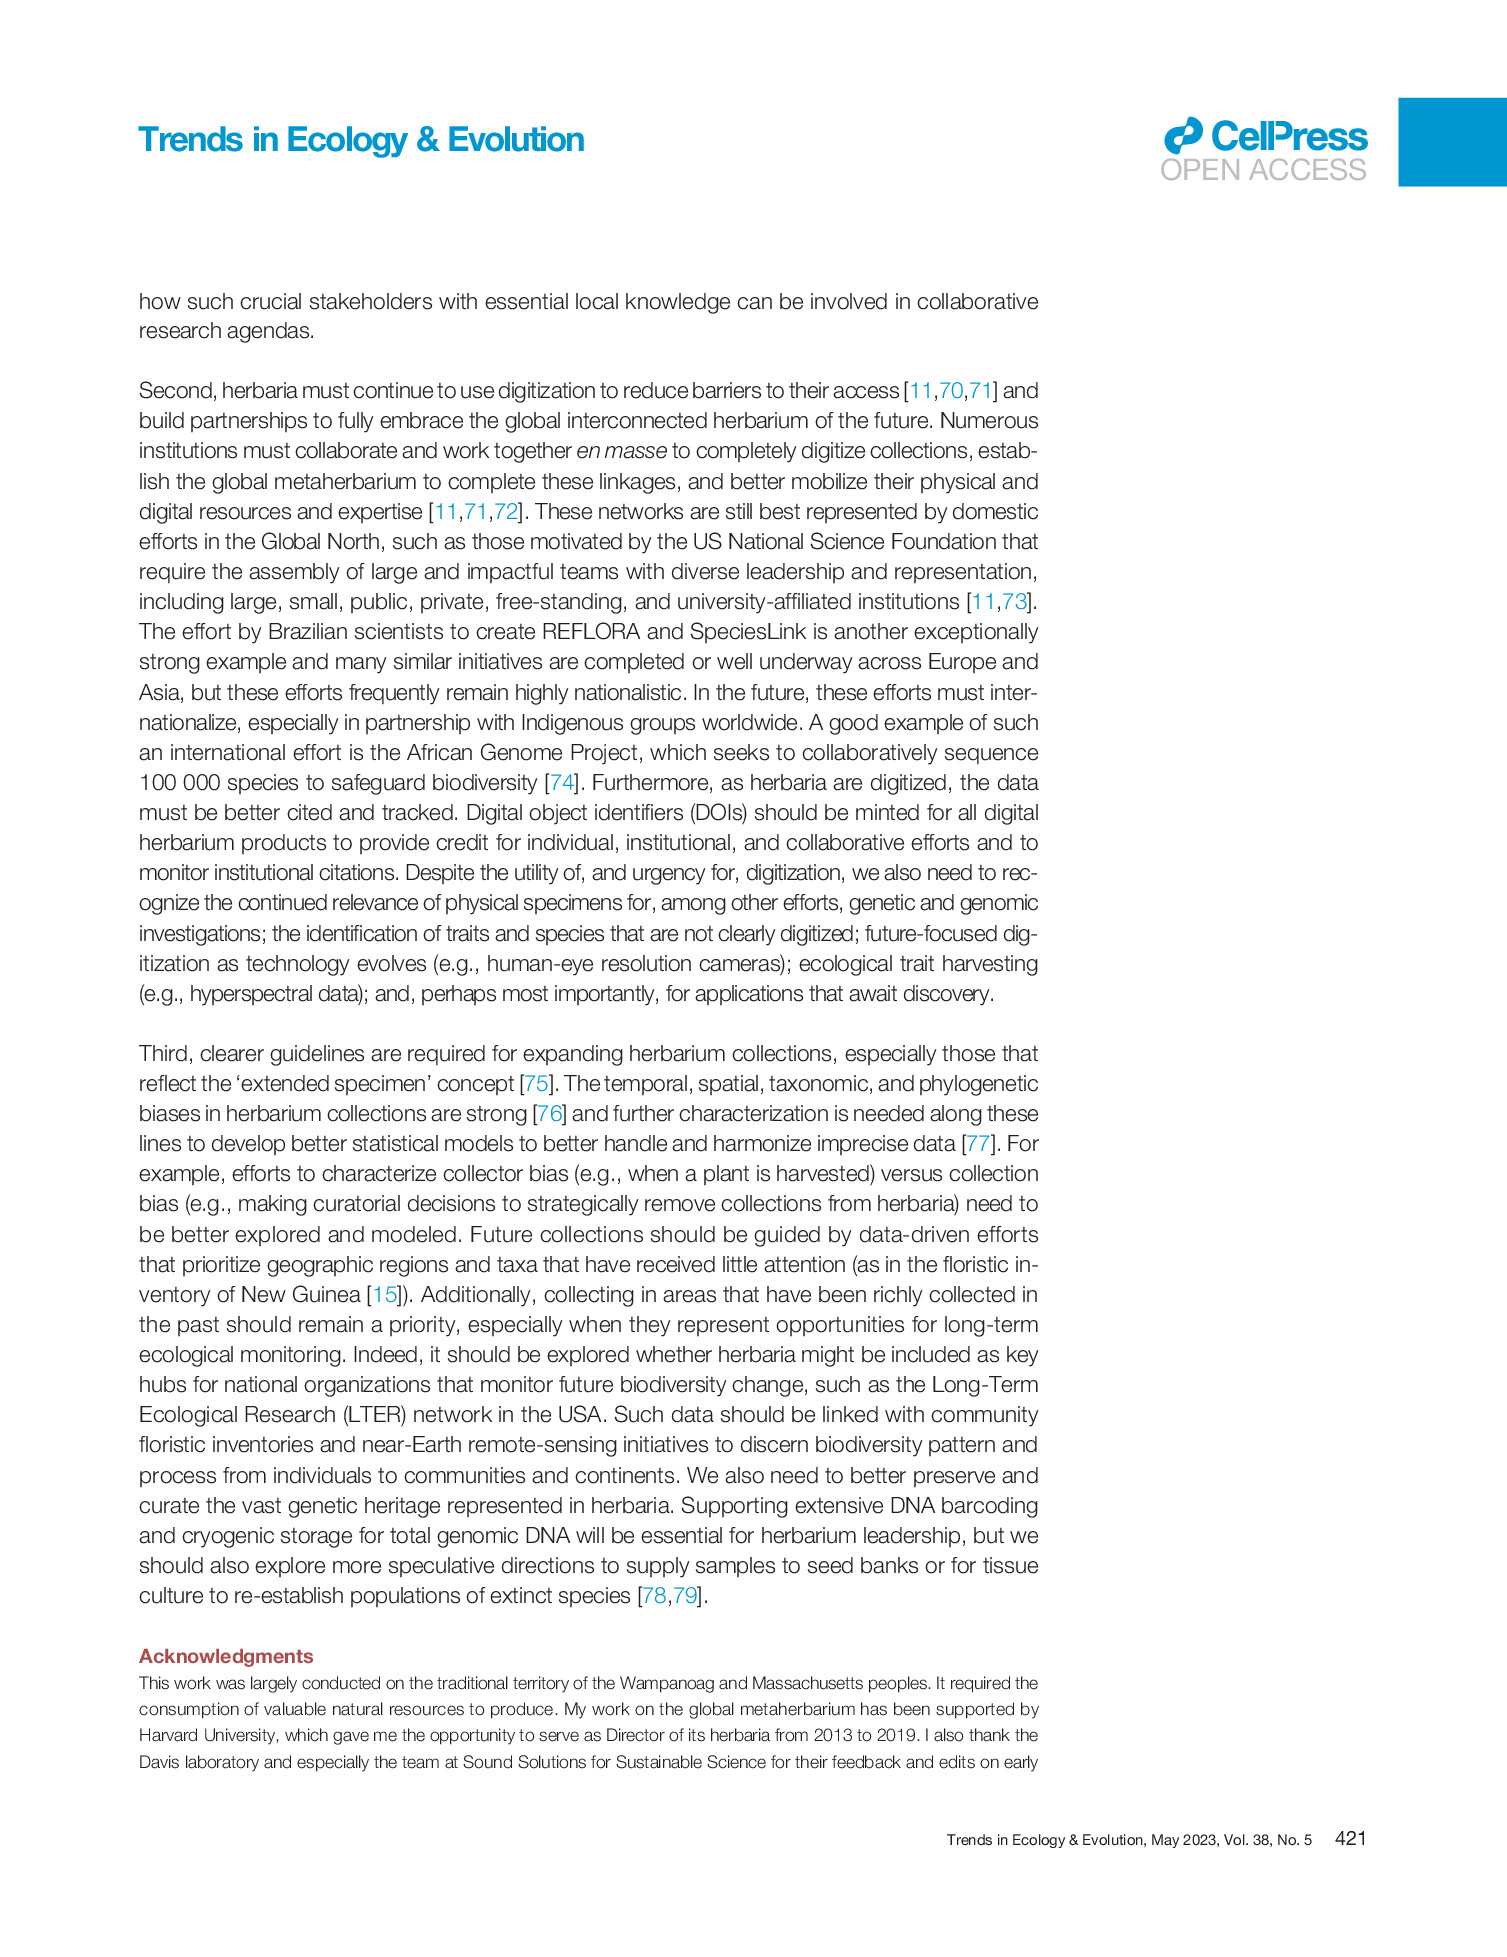 Trends in Ecology & Evolution
CellPress
OPEN ACCESS
how such crucial stakeholders with essential local knowledge can be involved in collaborative
research agendas.
Second, herbaria must continue to use digitization to reduce barriers to their access [11,70,71] and
build partnerships to fully embrace the global interconnected herbarium of the future. Numerous
institutions must collaborate and work together en masse to completely digitize collections, estab-
lish the global metaherbarium to complete these linkages, and better mobilize their physical and
digital resources and expertise [11,71,72]. These networks are still best represented by domestic
efforts in the Global North, such as those motivated by the US National Science Foundation that
require the assembly of large and impactful teams with diverse leadership and representation,
including large, small, public, private, free-standing, and university-affiliated institutions [11,73].
The effort by Brazilian scientists to create REFLORA and SpeciesLink is another exceptionally
strong example and many similar initiatives are completed or well underway across Europe and
Asia, but these efforts frequently remain highly nationalistic. In the future, these efforts must inter-
nationalize, especially in partnership with Indigenous groups worldwide. A good example of such
an international effort is the African Genome Project, which seeks to collaboratively sequence
100 000 species to safeguard biodiversity [74]. Furthermore, as herbaria are digitized, the data
must be better cited and tracked. Digital object identifiers (DOIs) should be minted for all digital
herbarium products to provide credit for individual, institutional, and collaborative efforts and to
monitor institutional citations. Despite the utility of, and urgency for, digitization, we also need to rec-
ognize the continued relevance of physical specimens for, among other efforts, genetic and genomic
investigations; the identification of traits and species that are not clearly digitized; future-focused dig-
itization as technology evolves (e.g., human-eye resolution cameras); ecological trait harvesting
(e.g., hyperspectral data); and, perhaps most importantly, for applications that await discovery.
Third, clearer guidelines are required for expanding herbarium collections, especially those that
reflect the ‘extended specimen’ concept [75]. The temporal, spatial, taxonomic, and phylogenetic
biases in herbarium collections are strong [76] and further characterization is needed along these
lines to develop better statistical models to better handle and harmonize imprecise data [77]. For
example, efforts to characterize collector bias (e.g., when a plant is harvested) versus collection
bias (e.g., making curatorial decisions to strategically remove collections from herbaria) need to
be better explored and modeled. Future collections should be guided by data-driven efforts
that prioritize geographic regions and taxa that have received little attention (as in the floristic in-
ventory of New Guinea [15]). Additionally, collecting in areas that have been richly collected in
the past should remain a priority, especially when they represent opportunities for long-term
ecological monitoring. Indeed, it should be explored whether herbaria might be included as key
hubs for national organizations that monitor future biodiversity change, such as the Long-Term
Ecological Research (LTER) network in the USA. Such data should be linked with community
floristic inventories and near-Earth remote-sensing initiatives to discern biodiversity pattern and
process from individuals to communities and continents. We also need to better preserve and
curate the vast genetic heritage represented in herbaria. Supporting extensive DNA barcoding
and cryogenic storage for total genomic DNA will be essential for herbarium leadership, but we
should also explore more speculative directions to supply samples to seed banks or for tissue
culture to re-establish populations of extinct species [78,79].
Acknowledgments
This work was largely conducted on the traditional territory of the Wampanoag and Massachusetts peoples. It required the
consumption of valuable natural resources to produce. My work on the global metaherbarium has been supported by
Harvard University, which gave me the opportunity to serve as Director of its herbaria from 2013 to 2019. I also thank the
Davis laboratory and especially the team at Sound Solutions for Sustainable Science for their feedback and edits on early
Trends in Ecology & Evolution, May 2023, Vol. 38, No. 5 421